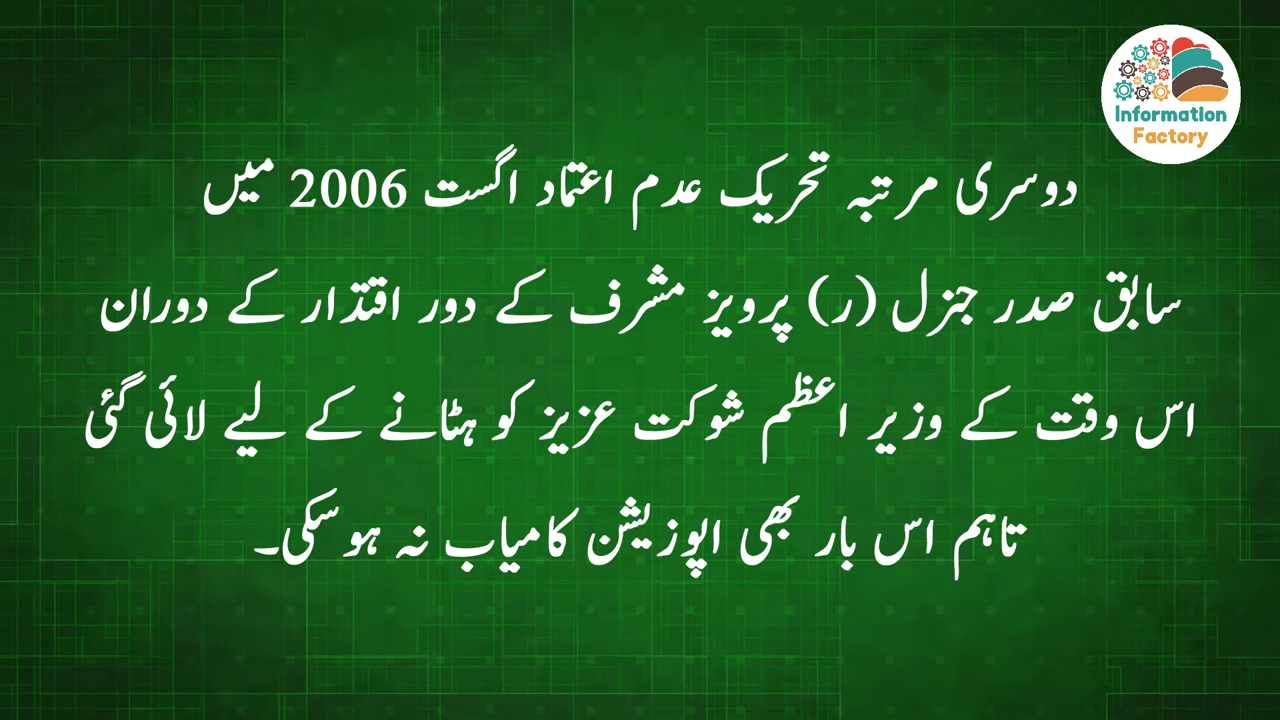 Information
Factory
دوسری مرتبہ تحریک عدم اعتماد اگست 2006 میں
سابق صدر جنرل (ر) پرویز مشرف کے دور اقتدار کے دوران
اس وقت کے وزیر اعظم شوکت عزیز کو ہٹانے کے لیے لائی گئی
تاہم اس بار بھی اپوزیشن کامیاب نہ ہوسکی۔